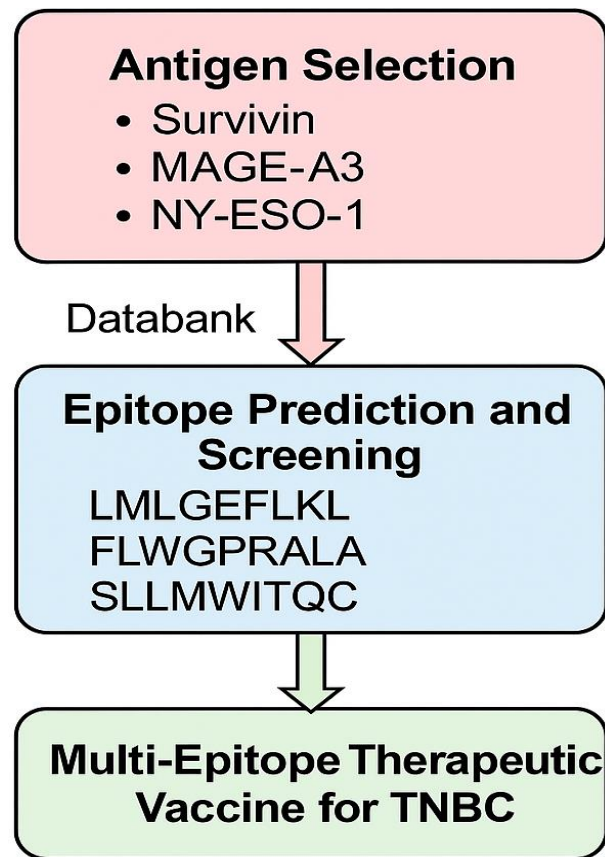 Antigen Selection
• Survivin
• MAGE-A3
• NY-ESO-1
Databank
Epitope Prediction and
Screening
LMLGEFLKL
FLWGPRALA
SLLMWITQC
Multi-Epitope Therapeutic
Vaccine for TNBC